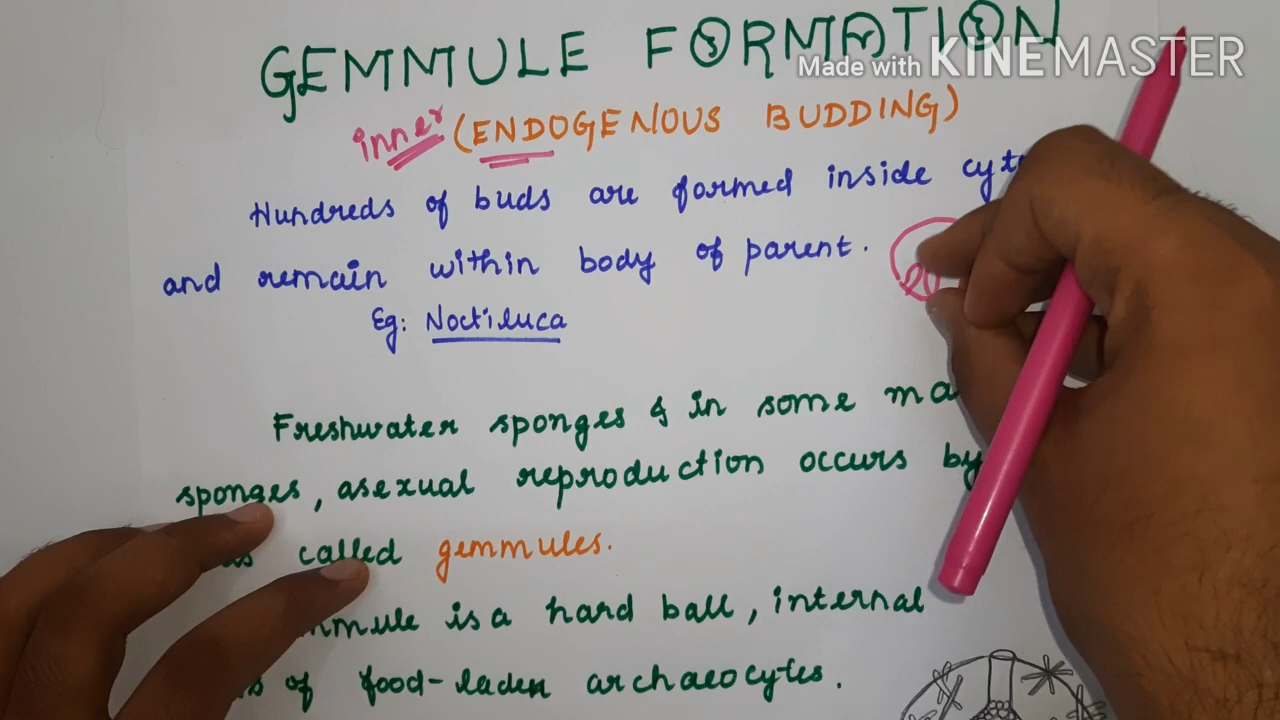 GEMMULE FORMATION
Made with KINEMASTER
inner (ENDOGENOUS BUDDING)
Hundreds of buds are formed inside
and remain within body of parent.
Eg: Noctiluca
Freshwater sponges & in some
sponges, asexual reproduction occurs by
called gemmules.
is a hard ball, internal
of food-laden archaeocytes.